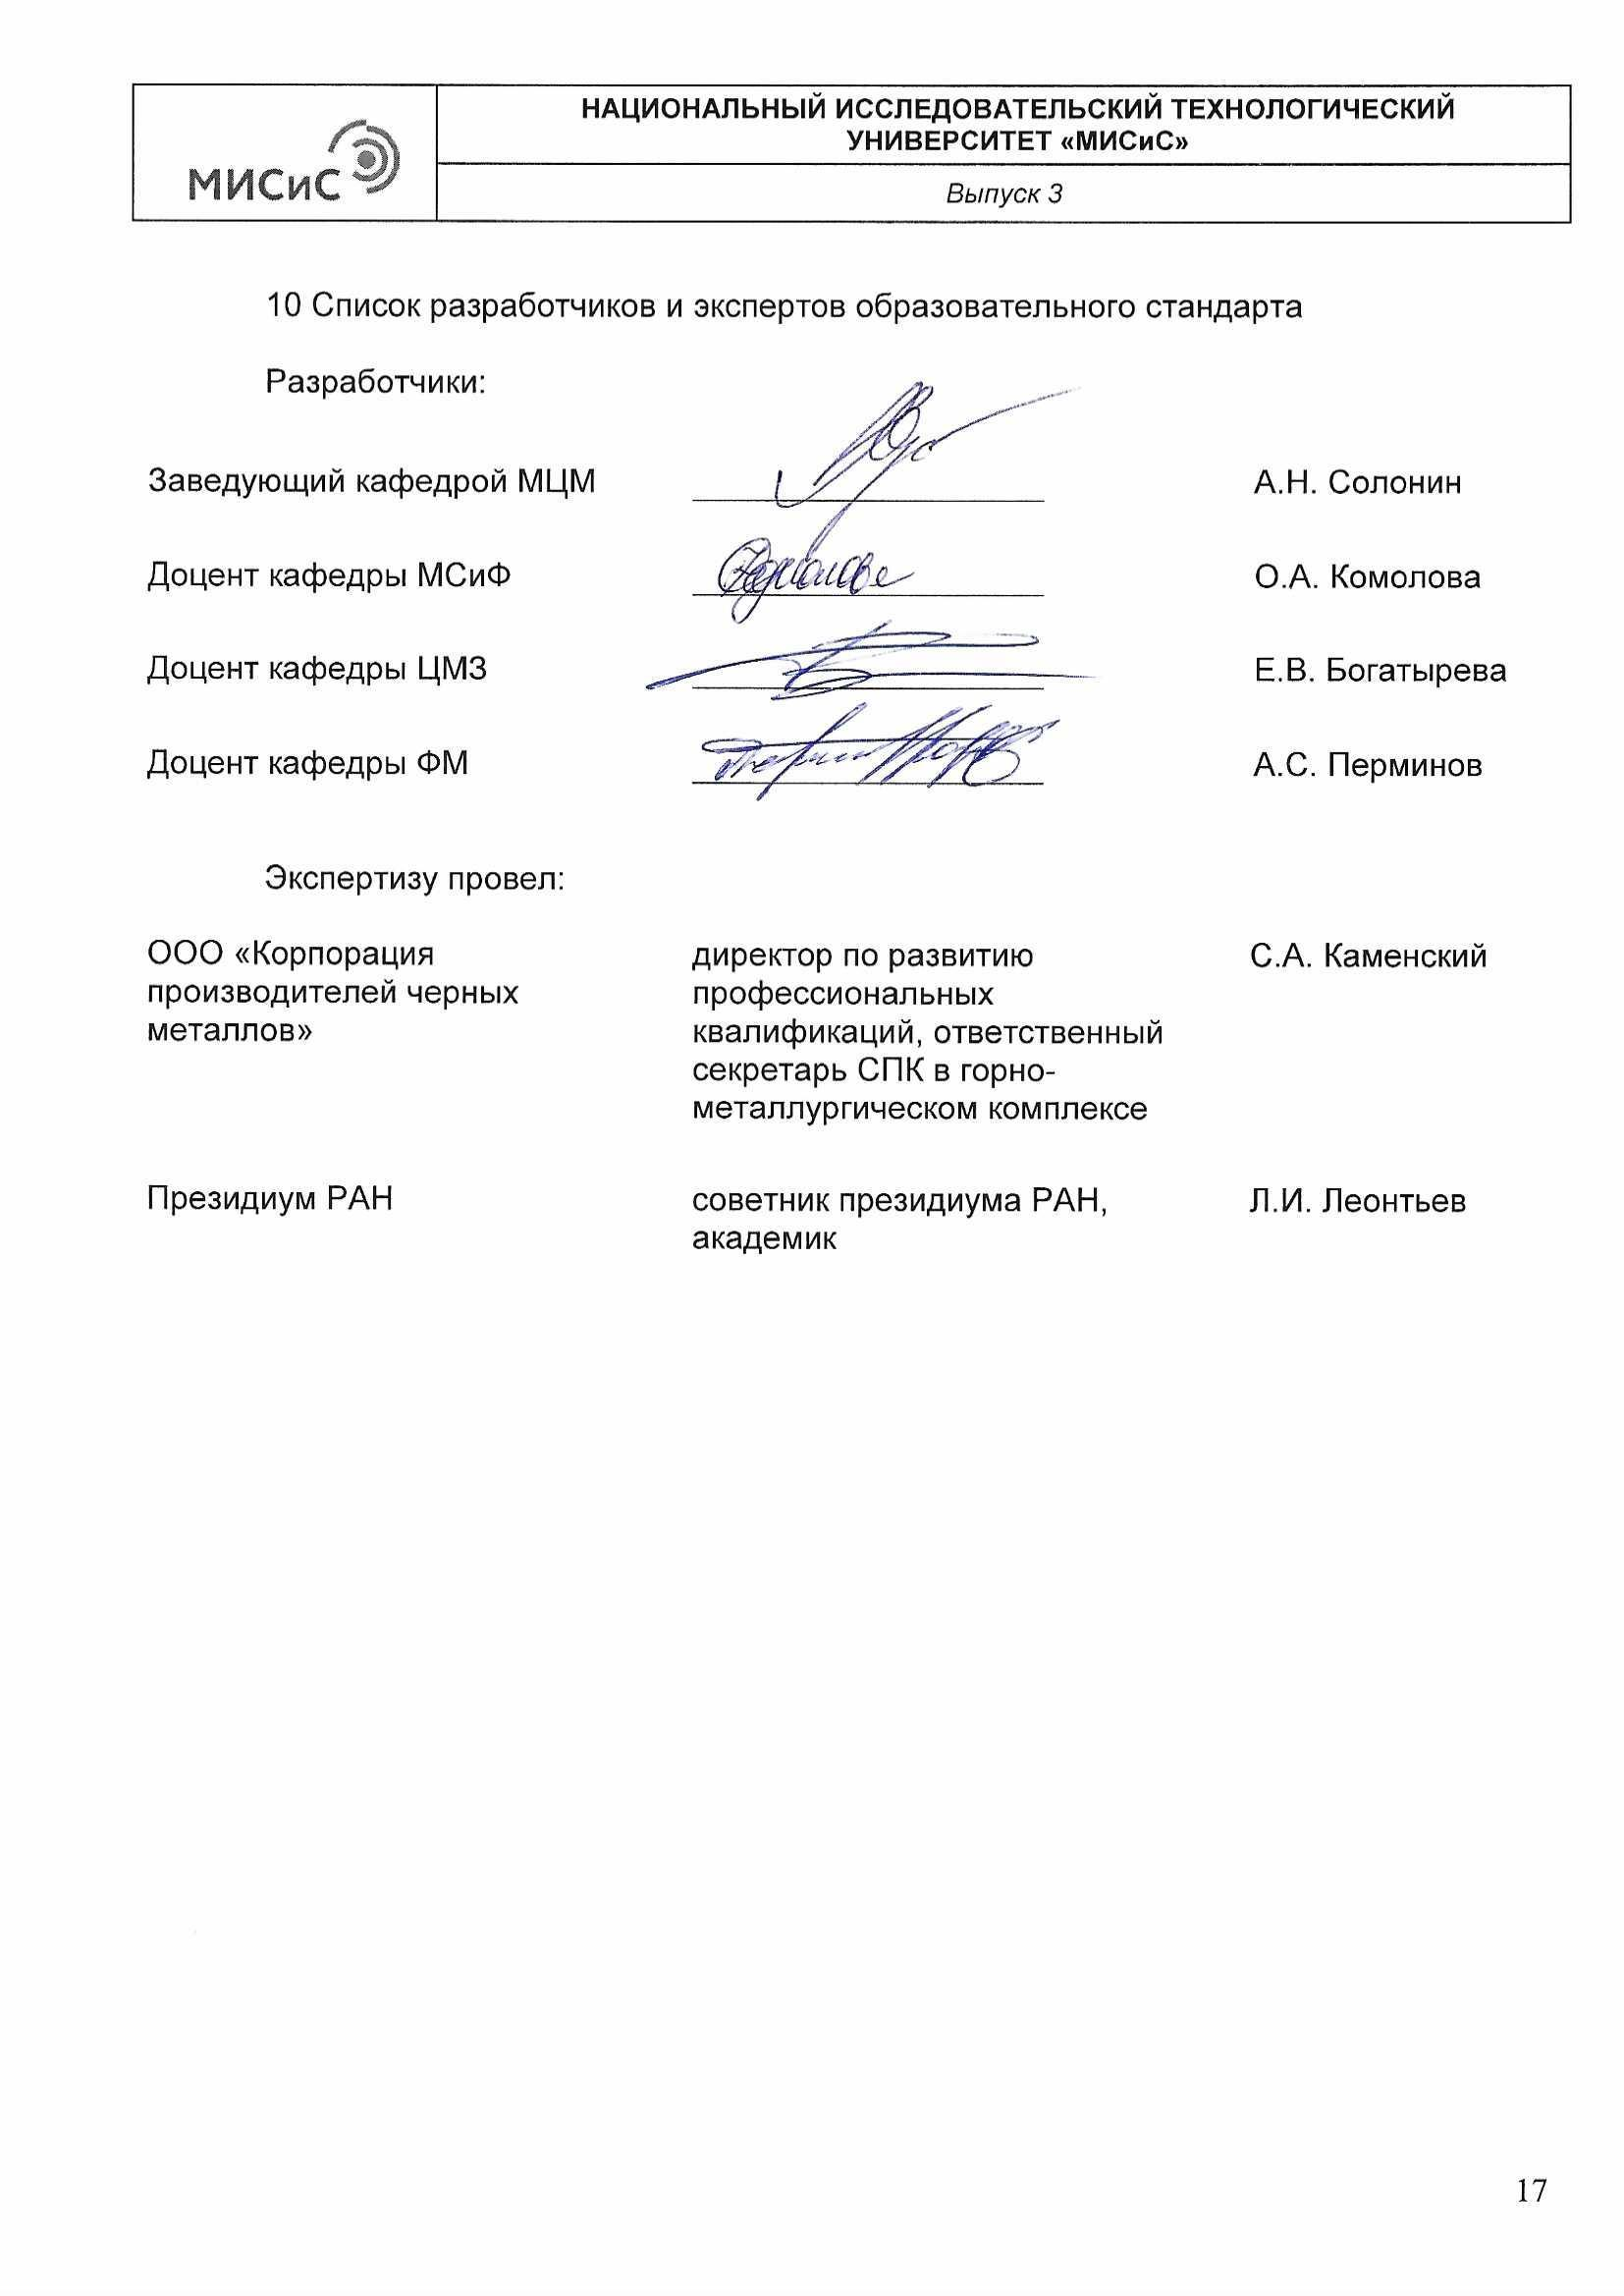 МИСиС
НАЦИОНАЛЬНЫЙ ИССЛЕДОВАТЕЛЬСКИЙ ТЕХНОЛОГИЧЕСКИЙ
УНИВЕРСИТЕТ «МИСиС»
Выпуск 3
10 Список разработчиков и экспертов образовательного стандарта
Разработчики:
Заведующий кафедрой МЦМ А.Н. Солонин
Доцент кафедры МСиФ О.А. Комолова
Доцент кафедры ЦМЗ Е.В. Богатырева
Доцент кафедры ФМ А.С. Перминов
Экспертизу провел:
ООО «Корпорация директор по развитию С.А. Каменский
производителей черных профессиональных
металлов» квалификаций, ответственный
секретарь СПК в горно-
металлургическом комплексе
Президиум РАН советник президиума РАН, Л.И. Леонтьев
академик
17